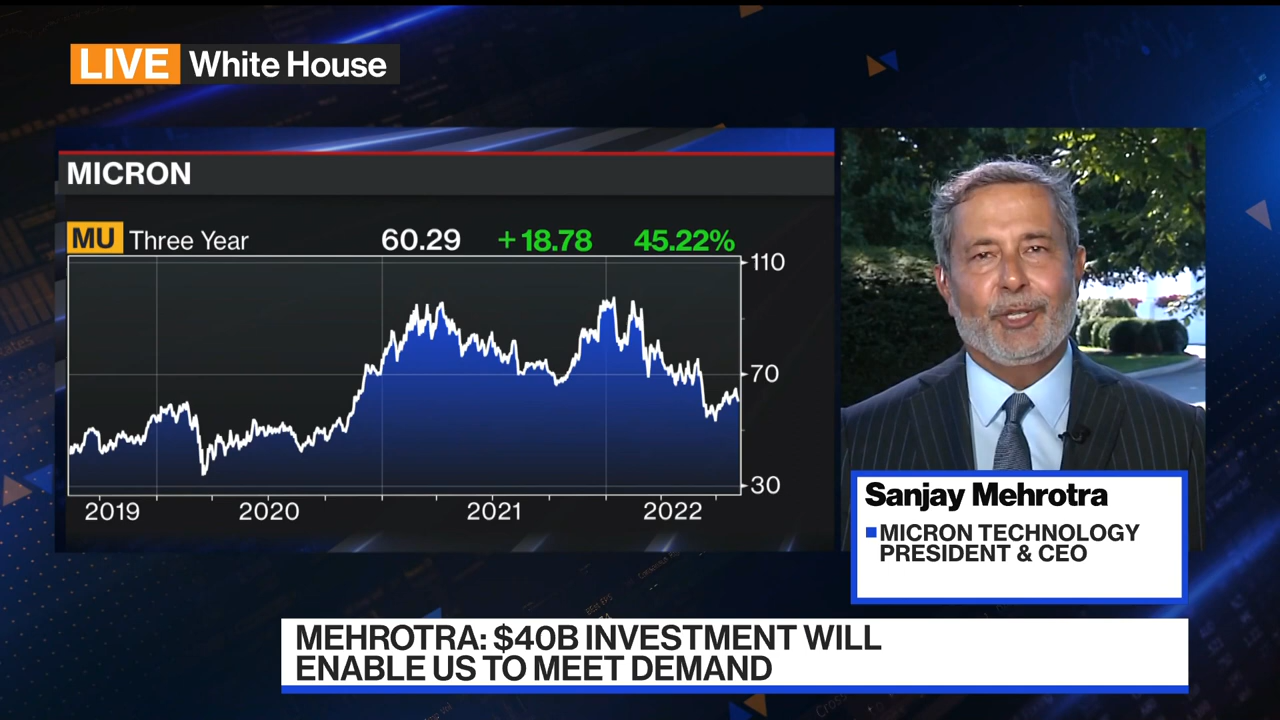 LIVE White House
MICRON
MU Three Year 60.29 +18.78 45.22%
110
70
30
2019 2020 2021 2022
Sanjay Mehrotra
MICRON TECHNOLOGY
PRESIDENT & CEO
MEHROTRA: $40B INVESTMENT WILL
ENABLE US TO MEET DEMAND